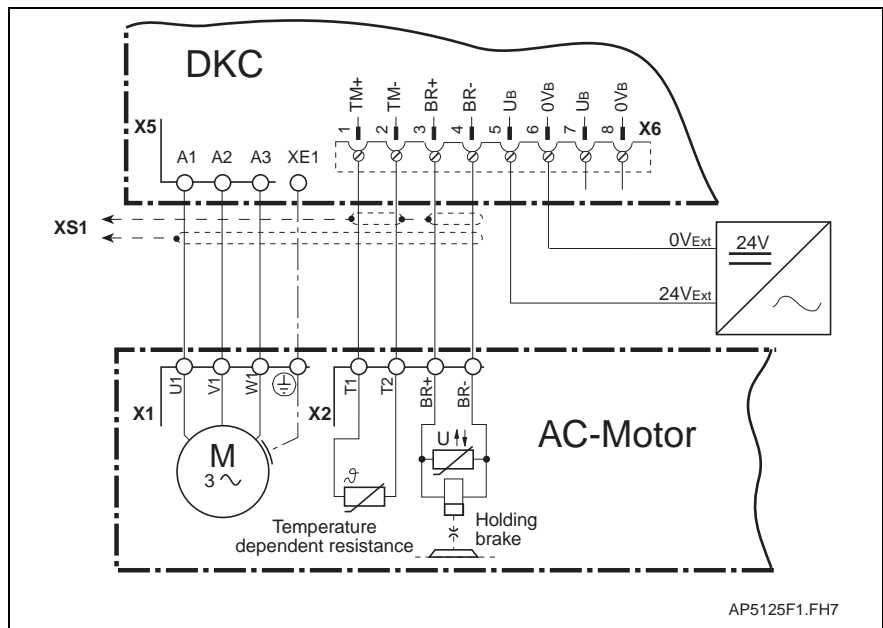 DKC
X5
A1 A2 A3 XE1
TM+ TM- BR+ BR- UB 0VB UB 0VB
1 2 3 4 5 6 7 8 X6
XS1
0VExt
24VExt
24V
X1
U1 V1 W1
X2
T1 T2 BR+ BR-
M
3
U
ϑ
AC-Motor
Temperature
dependent resistance
Holding
brake
AP5125F1.FH7